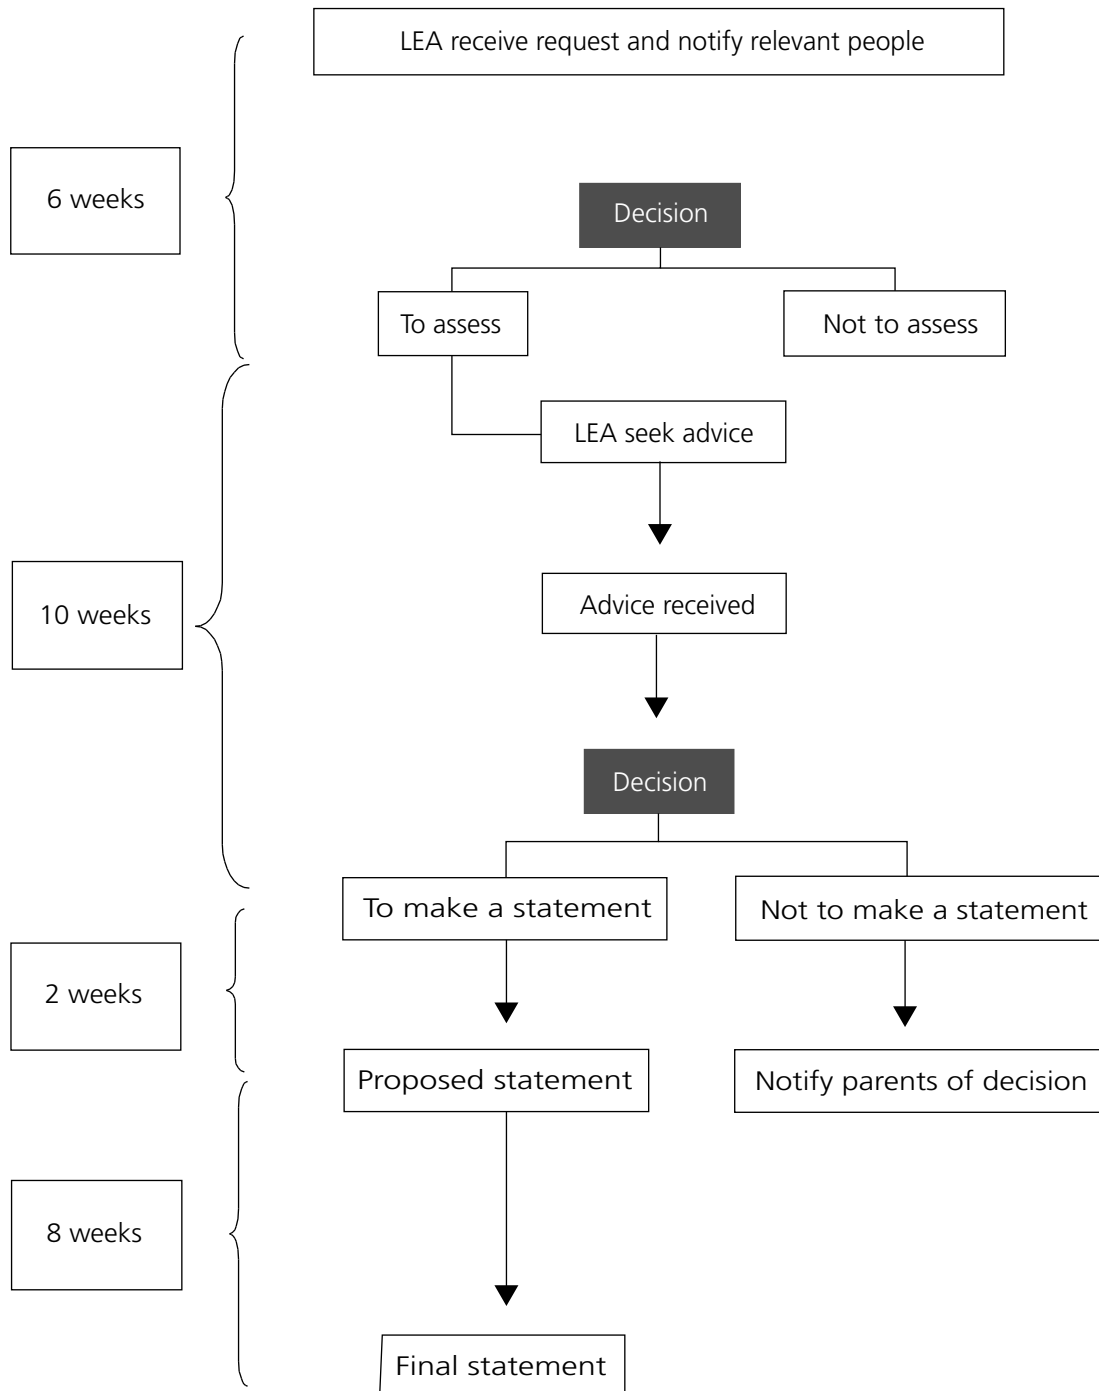 LEA receive request and notify relevant people
6 weeks
Decision
To assess
Not to assess
LEA seek advice
10 weeks
Advice received
Decision
To make a statement
Not to make a statement
2 weeks
Proposed statement
Notify parents of decision
8 weeks
Final statement